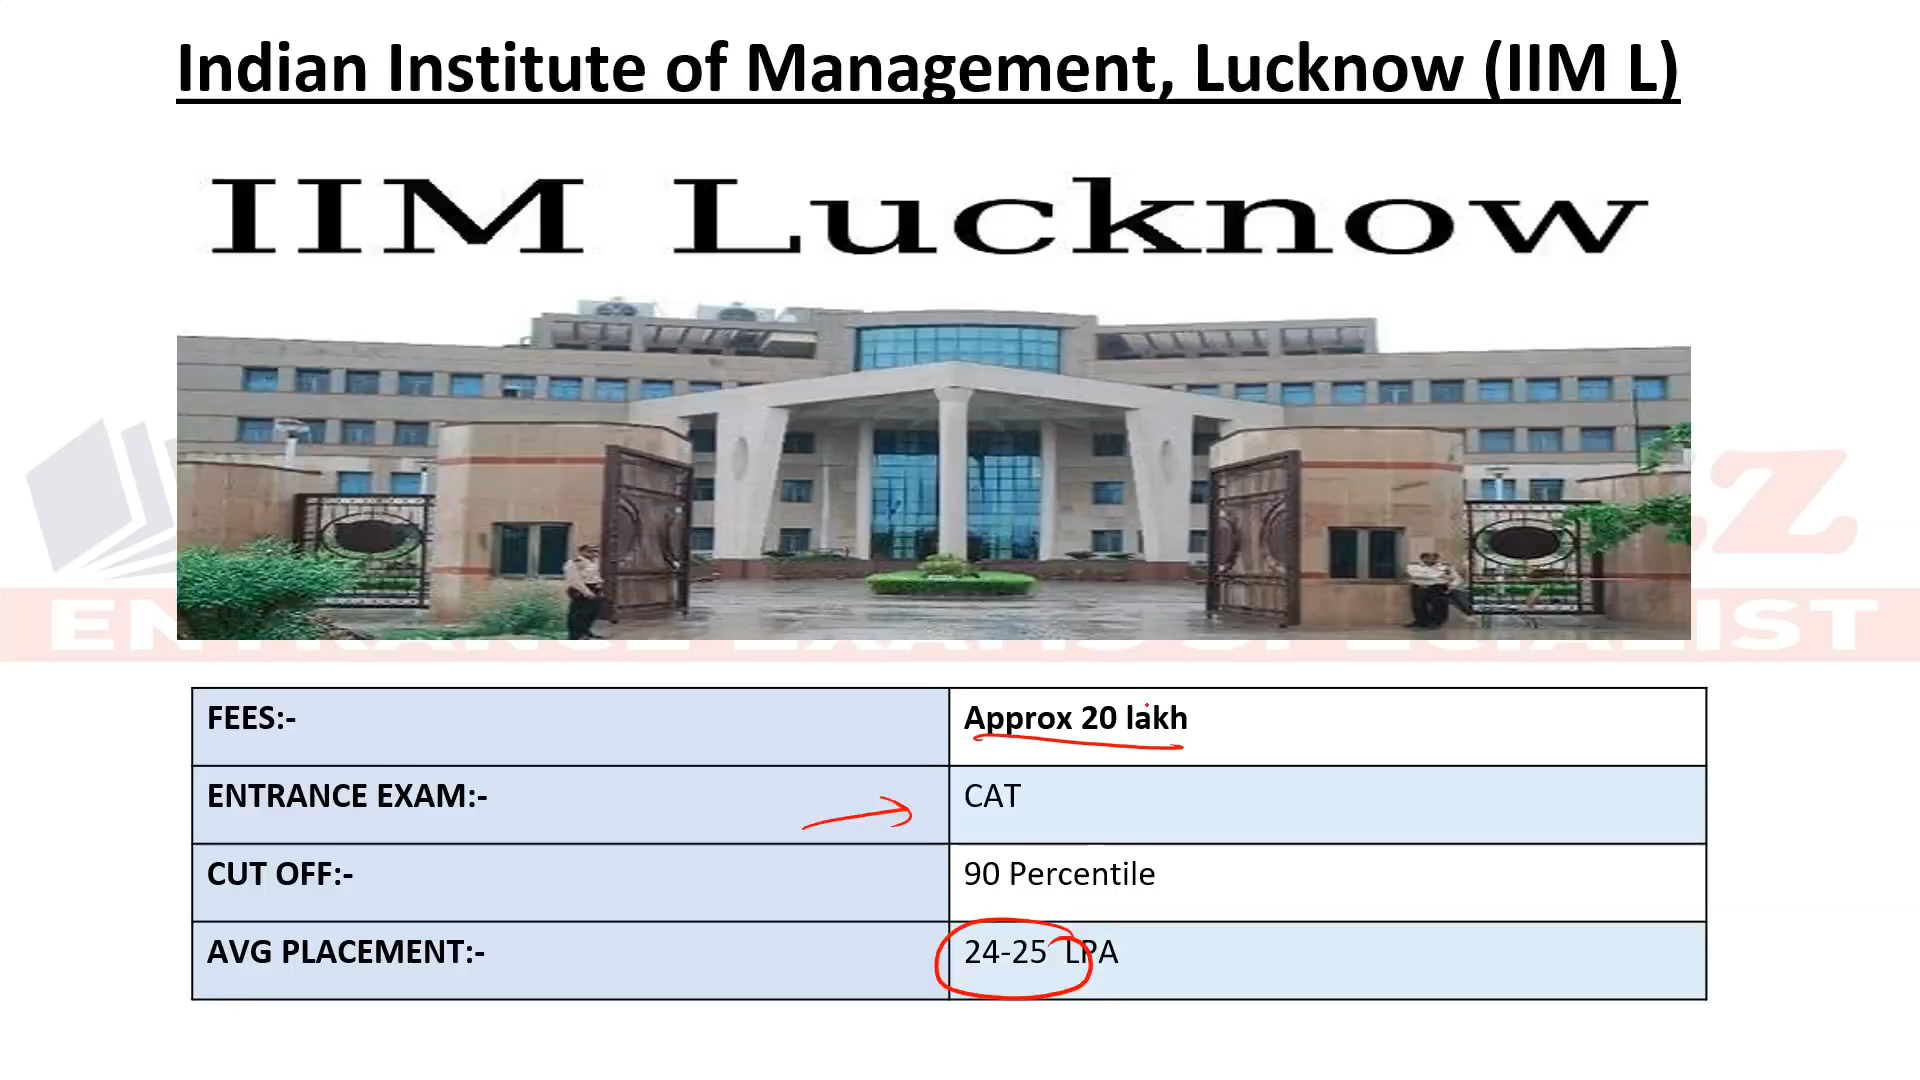 Indian Institute of Management, Lucknow (IIM L)
IIM Lucknow
FEES:- Approx 20 lakh
ENTRANCE EXAM:- CAT
CUT OFF:- 90 Percentile
AVG PLACEMENT:- 24-25 LPA